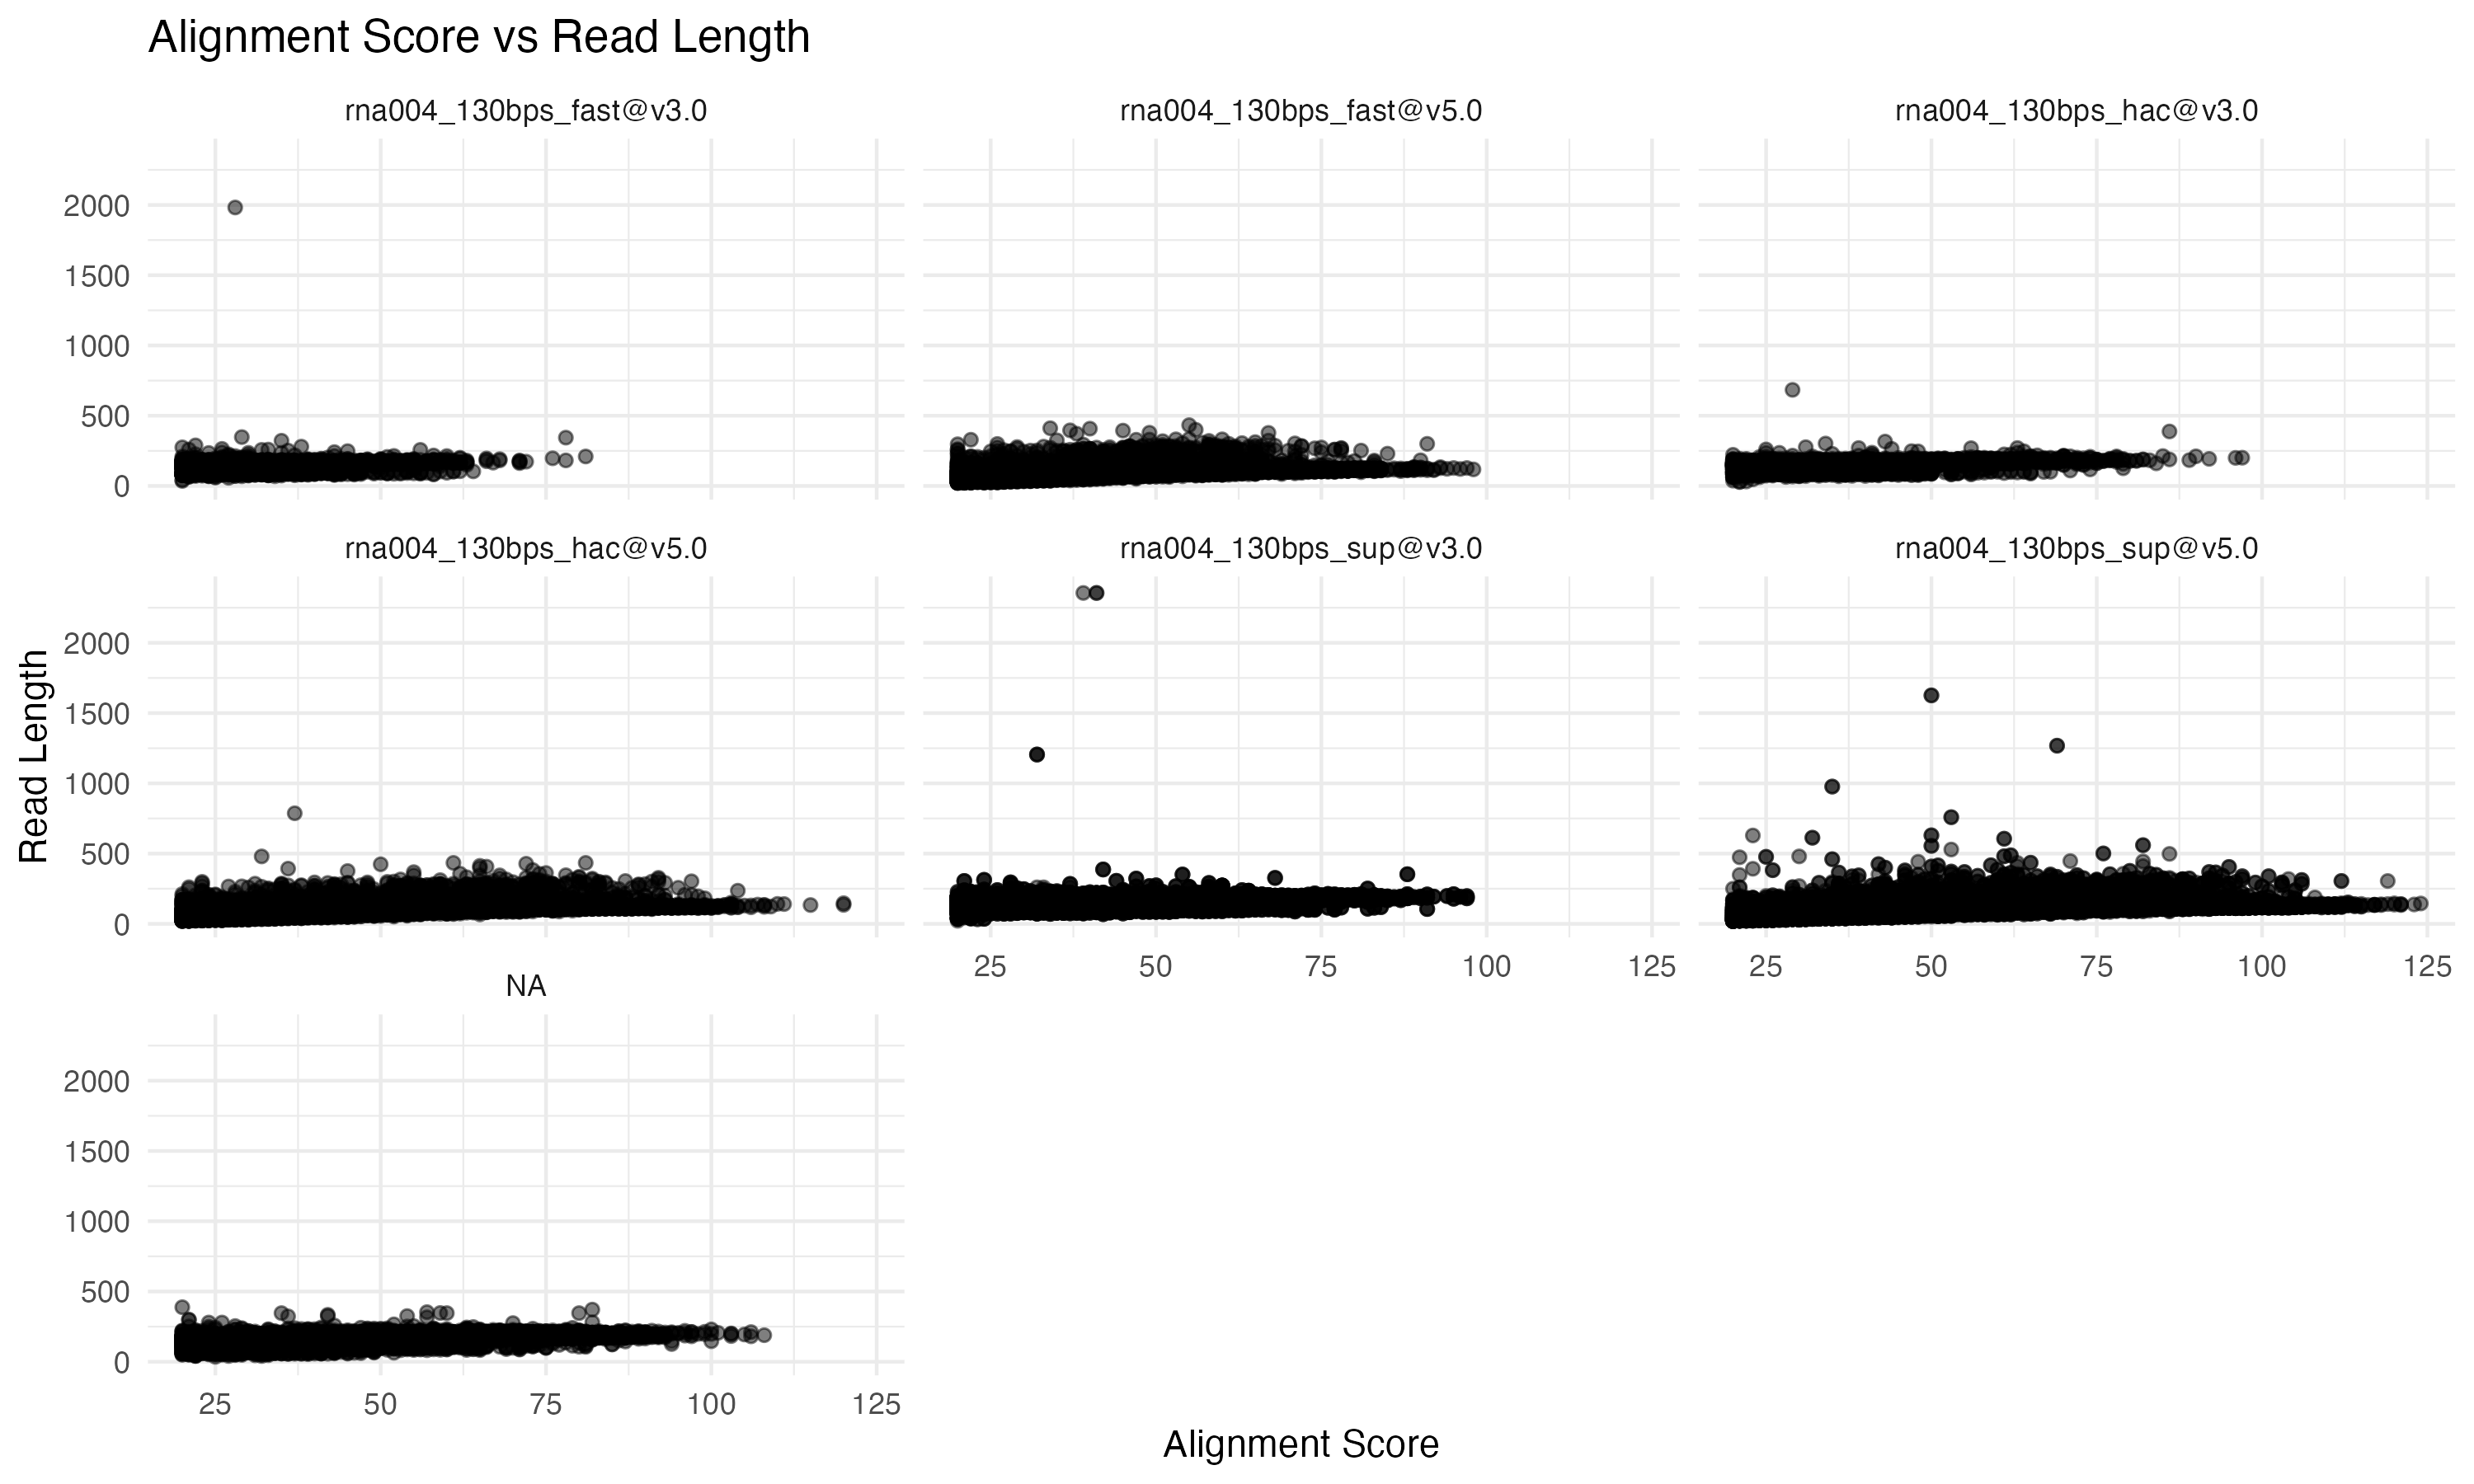 Alignment Score vs Read Length
rna004_130bps_fast@v3.0
rna004_130bps_fast@v5.0
rna004_130bps_hac@v3.0
2000
1500
1000
500
0
rna004_130bps_hac@v5.0
rna004_130bps_sup@v3.0
rna004_130bps_sup@v5.0
Read Length
2000
1500
1000
500
0
25 50 75 100 125
25 50 75 100 125
NA
2000
1500
1000
500
0
25 50 75 100 125
Alignment Score